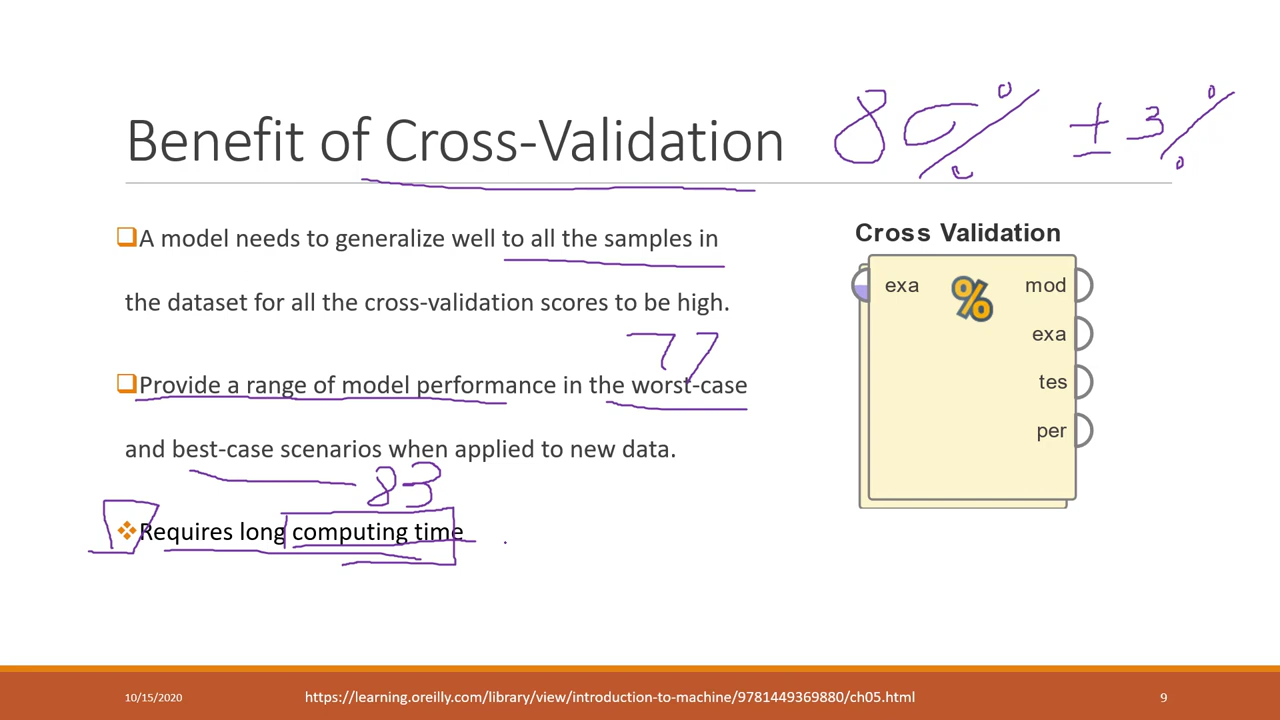 Benefit of Cross-Validation
80% ± 3%
❑A model needs to generalize well to all the samples in
the dataset for all the cross-validation scores to be high.
77
❑Provide a range of model performance in the worst-case
and best-case scenarios when applied to new data.
83
❖Requires long computing time
Cross Validation
exa
%
mod
exa
tes
per
10/15/2020
https://learning.oreilly.com/library/view/introduction-to-machine/9781449369880/ch05.html
9